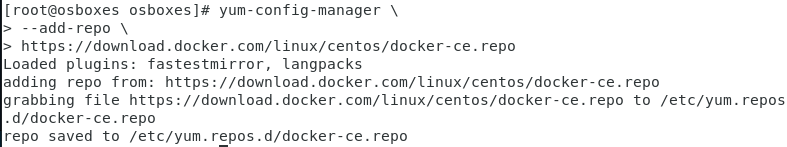 [root@osboxes osboxes]# yum-config-manager \
> --add-repo \
> https://download.docker.com/linux/centos/docker-ce.repo
Loaded plugins: fastestmirror, langpacks
adding repo from: https://download.docker.com/linux/centos/docker-ce.repo
grabbing file https://download.docker.com/linux/centos/docker-ce.repo to /etc/yum.repos
.d/docker-ce.repo
repo saved to /etc/yum.repos.d/docker-ce.repo